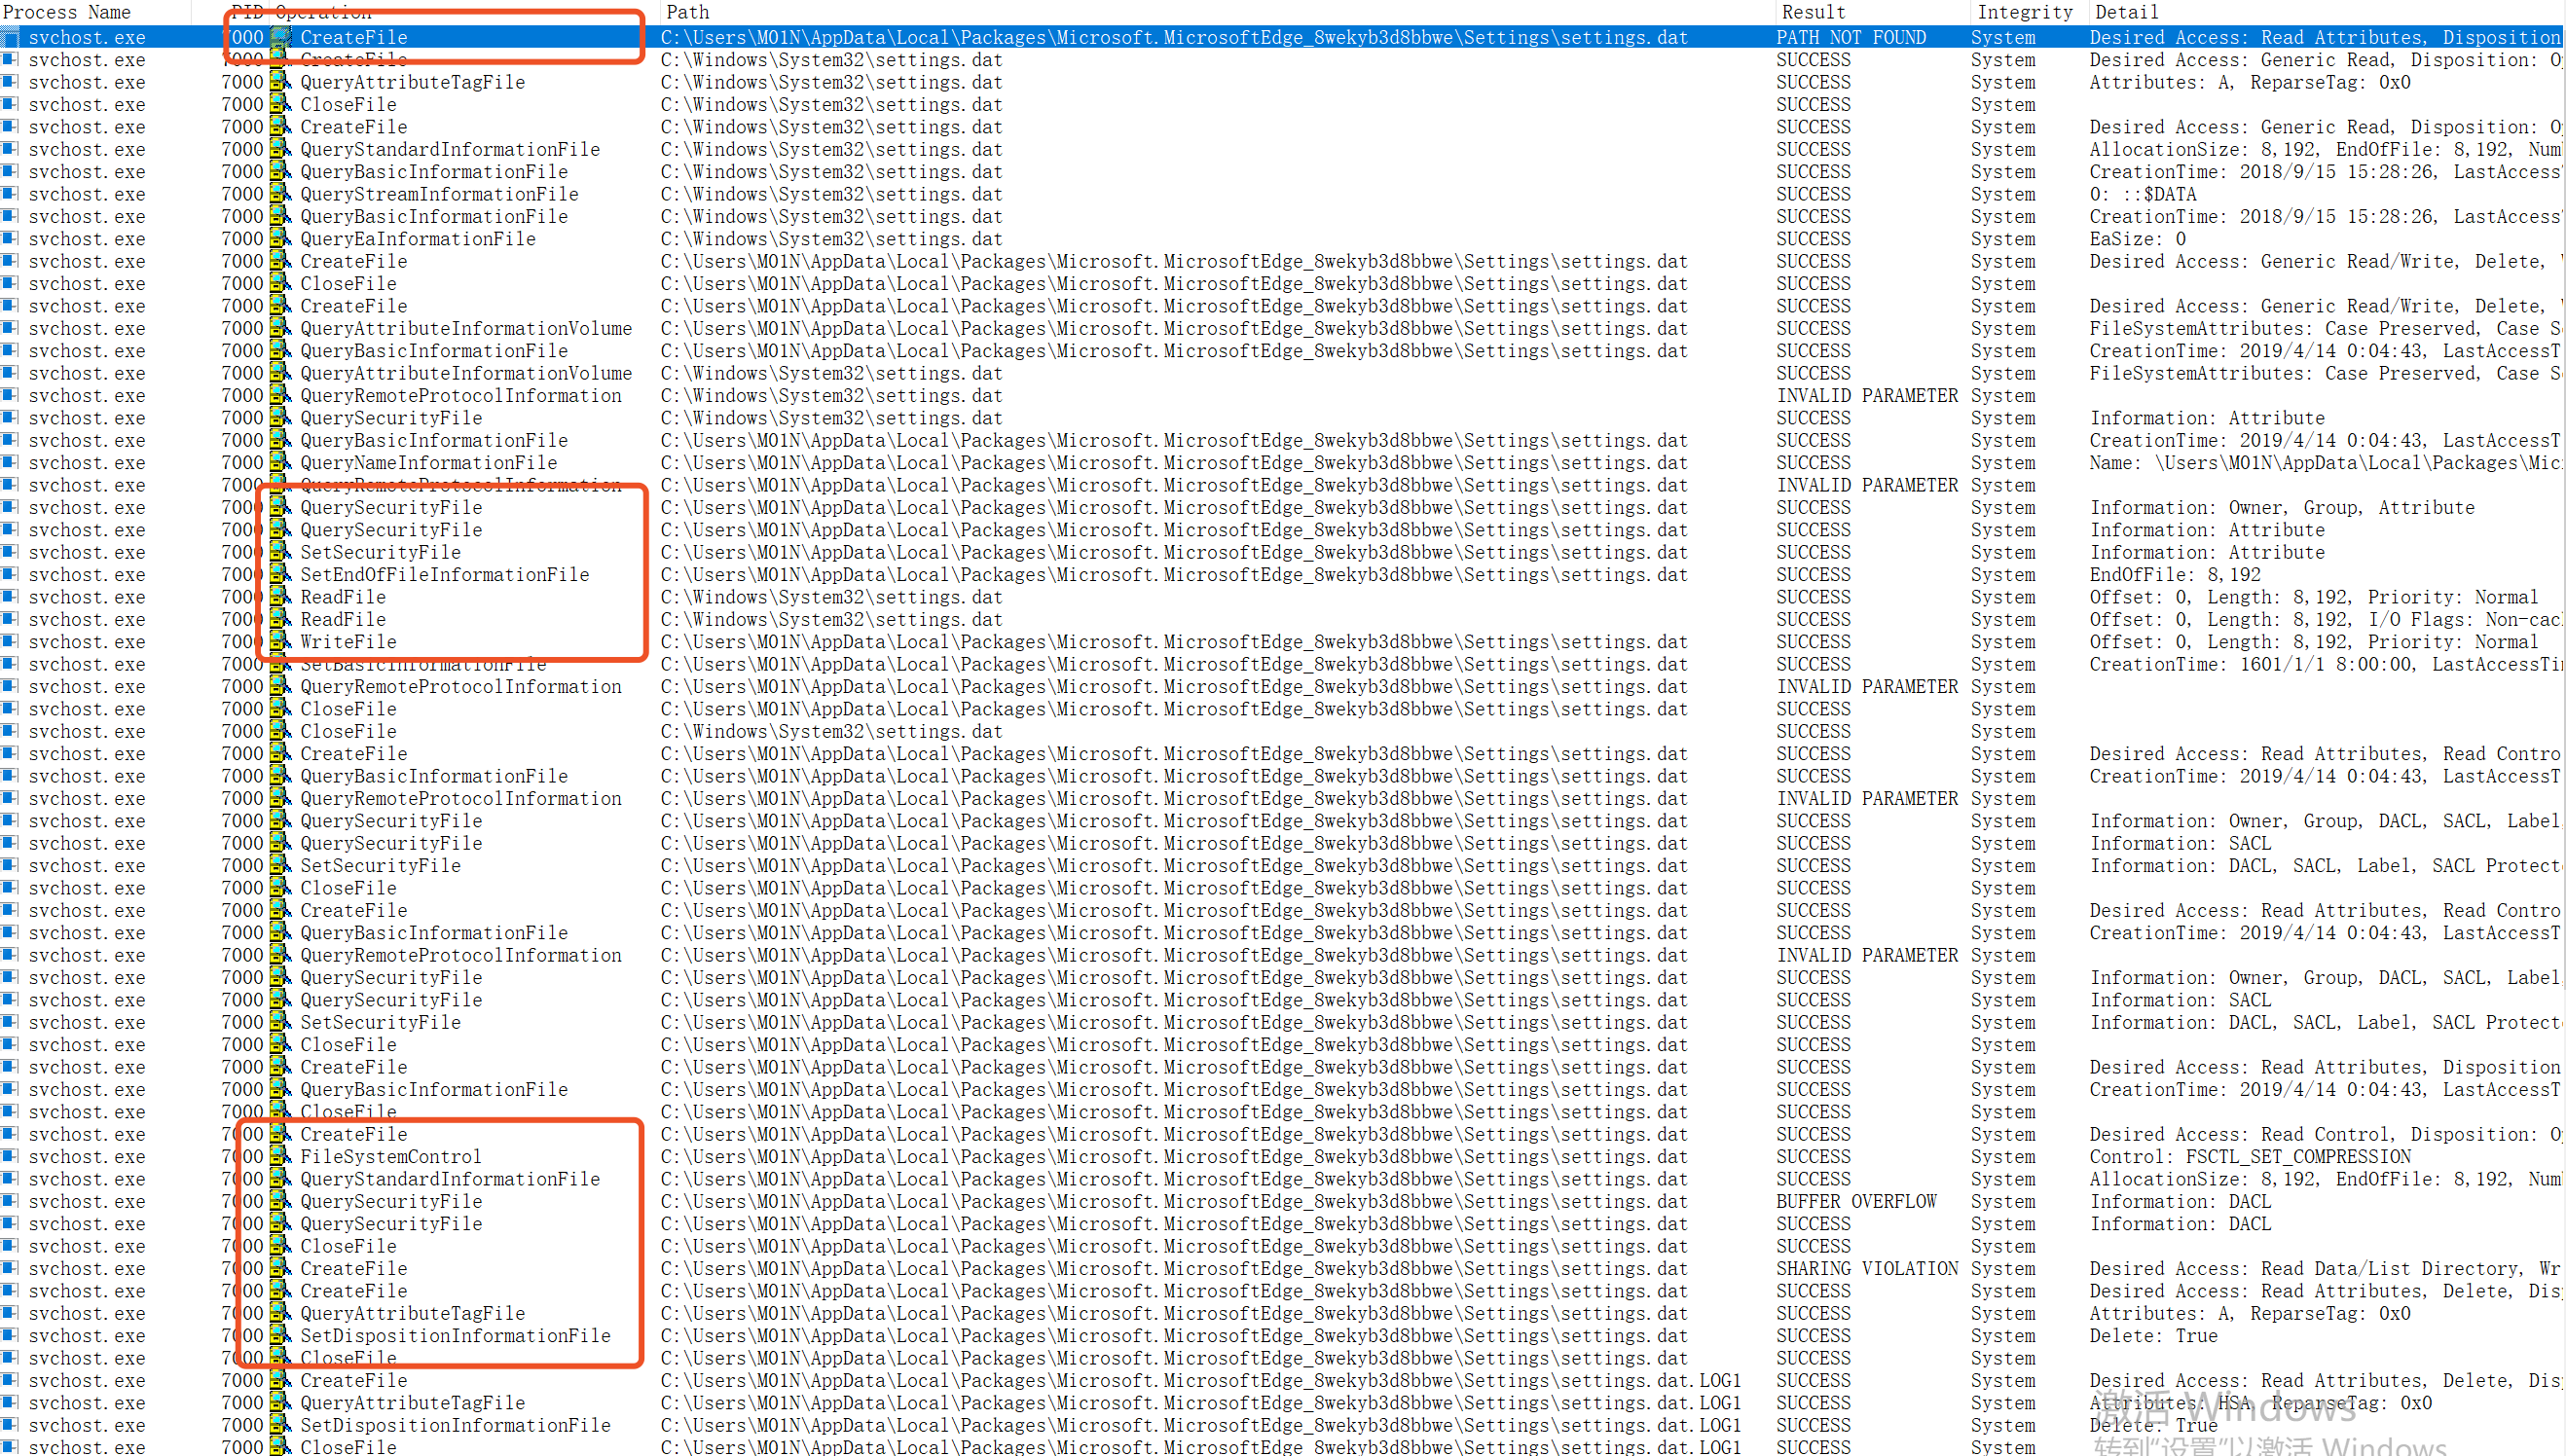 Process Name PID Operation Path Result Integrity Detail
svchost.exe 7000 CreateFile C:\Users\M01N\AppData\Local\Packages\Microsoft.MicrosoftEdge_8wekyb3d8bbwe\Settings\settings.dat PATH NOT FOUND System Desired Access: Read Attributes, Disposition
svchost.exe 7000 CreateFile C:\Windows\System32\settings.dat SUCCESS System Desired Access: Generic Read, Disposition: Op
svchost.exe 7000 QueryAttributeTagFile C:\Windows\System32\settings.dat SUCCESS System Attributes: A, ReparseTag: 0x0
svchost.exe 7000 CloseFile C:\Windows\System32\settings.dat SUCCESS System
svchost.exe 7000 CreateFile C:\Windows\System32\settings.dat SUCCESS System Desired Access: Generic Read, Disposition: Op
svchost.exe 7000 QueryStandardInformationFile C:\Windows\System32\settings.dat SUCCESS System AllocationSize: 8,192, EndOfFile: 8,192, Num
svchost.exe 7000 QueryBasicInformationFile C:\Windows\System32\settings.dat SUCCESS System CreationTime: 2018/9/15 15:28:26, LastAccess
svchost.exe 7000 QueryStreamInformationFile C:\Windows\System32\settings.dat SUCCESS System 0: ::$DATA
svchost.exe 7000 QueryBasicInformationFile C:\Windows\System32\settings.dat SUCCESS System CreationTime: 2018/9/15 15:28:26, LastAccess
svchost.exe 7000 QueryEaInformationFile C:\Windows\System32\settings.dat SUCCESS System EaSize: 0
svchost.exe 7000 CreateFile C:\Users\M01N\AppData\Local\Packages\Microsoft.MicrosoftEdge_8wekyb3d8bbwe\Settings\settings.dat SUCCESS System Desired Access: Generic Read/Write, Delete,
svchost.exe 7000 CloseFile C:\Users\M01N\AppData\Local\Packages\Microsoft.MicrosoftEdge_8wekyb3d8bbwe\Settings\settings.dat SUCCESS System
svchost.exe 7000 CreateFile C:\Users\M01N\AppData\Local\Packages\Microsoft.MicrosoftEdge_8wekyb3d8bbwe\Settings\settings.dat SUCCESS System Desired Access: Generic Read/Write, Delete,
svchost.exe 7000 QueryAttributeInformationVolume C:\Users\M01N\AppData\Local\Packages\Microsoft.MicrosoftEdge_8wekyb3d8bbwe\Settings\settings.dat SUCCESS System FileSystemAttributes: Case Preserved, Case Se
svchost.exe 7000 QueryBasicInformationFile C:\Users\M01N\AppData\Local\Packages\Microsoft.MicrosoftEdge_8wekyb3d8bbwe\Settings\settings.dat SUCCESS System CreationTime: 2019/4/14 0:04:43, LastAccessT
svchost.exe 7000 QueryAttributeInformationVolume C:\Windows\System32\settings.dat SUCCESS System FileSystemAttributes: Case Preserved, Case Se
svchost.exe 7000 QueryRemoteProtocolInformation C:\Windows\System32\settings.dat INVALID PARAMETER System
svchost.exe 7000 QuerySecurityFile C:\Windows\System32\settings.dat SUCCESS System Information: Attribute
svchost.exe 7000 QueryBasicInformationFile C:\Users\M01N\AppData\Local\Packages\Microsoft.MicrosoftEdge_8wekyb3d8bbwe\Settings\settings.dat SUCCESS System CreationTime: 2019/4/14 0:04:43, LastAccessT
svchost.exe 7000 QueryNameInformationFile C:\Users\M01N\AppData\Local\Packages\Microsoft.MicrosoftEdge_8wekyb3d8bbwe\Settings\settings.dat SUCCESS System Name: \Users\M01N\AppData\Local\Packages\Mic
svchost.exe 7000 QueryRemoteProtocolInformation C:\Users\M01N\AppData\Local\Packages\Microsoft.MicrosoftEdge_8wekyb3d8bbwe\Settings\settings.dat INVALID PARAMETER System
svchost.exe 7000 QuerySecurityFile C:\Users\M01N\AppData\Local\Packages\Microsoft.MicrosoftEdge_8wekyb3d8bbwe\Settings\settings.dat SUCCESS System Information: Owner, Group, Attribute
svchost.exe 7000 QuerySecurityFile C:\Users\M01N\AppData\Local\Packages\Microsoft.MicrosoftEdge_8wekyb3d8bbwe\Settings\settings.dat SUCCESS System Information: Attribute
svchost.exe 7000 SetSecurityFile C:\Users\M01N\AppData\Local\Packages\Microsoft.MicrosoftEdge_8wekyb3d8bbwe\Settings\settings.dat SUCCESS System Information: Attribute
svchost.exe 7000 SetEndOfFileInformationFile C:\Users\M01N\AppData\Local\Packages\Microsoft.MicrosoftEdge_8wekyb3d8bbwe\Settings\settings.dat SUCCESS System EndOfFile: 8,192
svchost.exe 7000 ReadFile C:\Windows\System32\settings.dat SUCCESS System Offset: 0, Length: 8,192, Priority: Normal
svchost.exe 7000 ReadFile C:\Windows\System32\settings.dat SUCCESS System Offset: 0, Length: 8,192, I/O Flags: Non-cac
svchost.exe 7000 WriteFile C:\Users\M01N\AppData\Local\Packages\Microsoft.MicrosoftEdge_8wekyb3d8bbwe\Settings\settings.dat SUCCESS System Offset: 0, Length: 8,192, Priority: Normal
svchost.exe 7000 SetBasicInformationFile C:\Users\M01N\AppData\Local\Packages\Microsoft.MicrosoftEdge_8wekyb3d8bbwe\Settings\settings.dat SUCCESS System CreationTime: 1601/1/1 8:00:00, LastAccessTi
svchost.exe 7000 QueryRemoteProtocolInformation C:\Users\M01N\AppData\Local\Packages\Microsoft.MicrosoftEdge_8wekyb3d8bbwe\Settings\settings.dat INVALID PARAMETER System
svchost.exe 7000 CloseFile C:\Users\M01N\AppData\Local\Packages\Microsoft.MicrosoftEdge_8wekyb3d8bbwe\Settings\settings.dat SUCCESS System
svchost.exe 7000 CloseFile C:\Windows\System32\settings.dat SUCCESS System
svchost.exe 7000 CreateFile C:\Users\M01N\AppData\Local\Packages\Microsoft.MicrosoftEdge_8wekyb3d8bbwe\Settings\settings.dat SUCCESS System Desired Access: Read Attributes, Read Contro
svchost.exe 7000 QueryBasicInformationFile C:\Users\M01N\AppData\Local\Packages\Microsoft.MicrosoftEdge_8wekyb3d8bbwe\Settings\settings.dat SUCCESS System CreationTime: 2019/4/14 0:04:43, LastAccessT
svchost.exe 7000 QueryRemoteProtocolInformation C:\Users\M01N\AppData\Local\Packages\Microsoft.MicrosoftEdge_8wekyb3d8bbwe\Settings\settings.dat INVALID PARAMETER System
svchost.exe 7000 QuerySecurityFile C:\Users\M01N\AppData\Local\Packages\Microsoft.MicrosoftEdge_8wekyb3d8bbwe\Settings\settings.dat SUCCESS System Information: Owner, Group, DACL, SACL, Label,
svchost.exe 7000 QuerySecurityFile C:\Users\M01N\AppData\Local\Packages\Microsoft.MicrosoftEdge_8wekyb3d8bbwe\Settings\settings.dat SUCCESS System Information: SACL
svchost.exe 7000 SetSecurityFile C:\Users\M01N\AppData\Local\Packages\Microsoft.MicrosoftEdge_8wekyb3d8bbwe\Settings\settings.dat SUCCESS System Information: DACL, SACL, Label, SACL Protecte
svchost.exe 7000 CloseFile C:\Users\M01N\AppData\Local\Packages\Microsoft.MicrosoftEdge_8wekyb3d8bbwe\Settings\settings.dat SUCCESS System
svchost.exe 7000 CreateFile C:\Users\M01N\AppData\Local\Packages\Microsoft.MicrosoftEdge_8wekyb3d8bbwe\Settings\settings.dat SUCCESS System Desired Access: Read Attributes, Read Contro
svchost.exe 7000 QueryBasicInformationFile C:\Users\M01N\AppData\Local\Packages\Microsoft.MicrosoftEdge_8wekyb3d8bbwe\Settings\settings.dat SUCCESS System CreationTime: 2019/4/14 0:04:43, LastAccessT
svchost.exe 7000 QueryRemoteProtocolInformation C:\Users\M01N\AppData\Local\Packages\Microsoft.MicrosoftEdge_8wekyb3d8bbwe\Settings\settings.dat INVALID PARAMETER System
svchost.exe 7000 QuerySecurityFile C:\Users\M01N\AppData\Local\Packages\Microsoft.MicrosoftEdge_8wekyb3d8bbwe\Settings\settings.dat SUCCESS System Information: Owner, Group, DACL, SACL, Label,
svchost.exe 7000 QuerySecurityFile C:\Users\M01N\AppData\Local\Packages\Microsoft.MicrosoftEdge_8wekyb3d8bbwe\Settings\settings.dat SUCCESS System Information: SACL
svchost.exe 7000 SetSecurityFile C:\Users\M01N\AppData\Local\Packages\Microsoft.MicrosoftEdge_8wekyb3d8bbwe\Settings\settings.dat SUCCESS System Information: DACL, SACL, Label, SACL Protecte
svchost.exe 7000 CloseFile C:\Users\M01N\AppData\Local\Packages\Microsoft.MicrosoftEdge_8wekyb3d8bbwe\Settings\settings.dat SUCCESS System
svchost.exe 7000 CreateFile C:\Users\M01N\AppData\Local\Packages\Microsoft.MicrosoftEdge_8wekyb3d8bbwe\Settings\settings.dat SUCCESS System Desired Access: Read Attributes, Disposition
svchost.exe 7000 QueryBasicInformationFile C:\Users\M01N\AppData\Local\Packages\Microsoft.MicrosoftEdge_8wekyb3d8bbwe\Settings\settings.dat SUCCESS System CreationTime: 2019/4/14 0:04:43, LastAccessT
svchost.exe 7000 CloseFile C:\Users\M01N\AppData\Local\Packages\Microsoft.MicrosoftEdge_8wekyb3d8bbwe\Settings\settings.dat SUCCESS System
svchost.exe 7000 CreateFile C:\Users\M01N\AppData\Local\Packages\Microsoft.MicrosoftEdge_8wekyb3d8bbwe\Settings\settings.dat SUCCESS System Desired Access: Read Control, Disposition: Op
svchost.exe 7000 FileSystemControl C:\Users\M01N\AppData\Local\Packages\Microsoft.MicrosoftEdge_8wekyb3d8bbwe\Settings\settings.dat SUCCESS System Control: FSCTL_SET_COMPRESSION
svchost.exe 7000 QueryStandardInformationFile C:\Users\M01N\AppData\Local\Packages\Microsoft.MicrosoftEdge_8wekyb3d8bbwe\Settings\settings.dat SUCCESS System AllocationSize: 8,192, EndOfFile: 8,192, Num
svchost.exe 7000 QuerySecurityFile C:\Users\M01N\AppData\Local\Packages\Microsoft.MicrosoftEdge_8wekyb3d8bbwe\Settings\settings.dat BUFFER OVERFLOW System Information: DACL
svchost.exe 7000 QuerySecurityFile C:\Users\M01N\AppData\Local\Packages\Microsoft.MicrosoftEdge_8wekyb3d8bbwe\Settings\settings.dat SUCCESS System Information: DACL
svchost.exe 7000 CloseFile C:\Users\M01N\AppData\Local\Packages\Microsoft.MicrosoftEdge_8wekyb3d8bbwe\Settings\settings.dat SUCCESS System
svchost.exe 7000 CreateFile C:\Users\M01N\AppData\Local\Packages\Microsoft.MicrosoftEdge_8wekyb3d8bbwe\Settings\settings.dat SHARING VIOLATION System Desired Access: Read Data/List Directory, Wr
svchost.exe 7000 CreateFile C:\Users\M01N\AppData\Local\Packages\Microsoft.MicrosoftEdge_8wekyb3d8bbwe\Settings\settings.dat SUCCESS System Desired Access: Read Attributes, Delete, Dis
svchost.exe 7000 QueryAttributeTagFile C:\Users\M01N\AppData\Local\Packages\Microsoft.MicrosoftEdge_8wekyb3d8bbwe\Settings\settings.dat SUCCESS System Attributes: A, ReparseTag: 0x0
svchost.exe 7000 SetDispositionInformationFile C:\Users\M01N\AppData\Local\Packages\Microsoft.MicrosoftEdge_8wekyb3d8bbwe\Settings\settings.dat SUCCESS System Delete: True
svchost.exe 7000 CloseFile C:\Users\M01N\AppData\Local\Packages\Microsoft.MicrosoftEdge_8wekyb3d8bbwe\Settings\settings.dat SUCCESS System
svchost.exe 7000 CreateFile C:\Users\M01N\AppData\Local\Packages\Microsoft.MicrosoftEdge_8wekyb3d8bbwe\Settings\settings.dat.LOG1 SUCCESS System Desired Access: Read Attributes, Delete, Dis
svchost.exe 7000 QueryAttributeTagFile C:\Users\M01N\AppData\Local\Packages\Microsoft.MicrosoftEdge_8wekyb3d8bbwe\Settings\settings.dat.LOG1 SUCCESS System Attributes: HSA, ReparseTag: 0x0
激活 Windows
svchost.exe 7000 SetDispositionInformationFile C:\Users\M01N\AppData\Local\Packages\Microsoft.MicrosoftEdge_8wekyb3d8bbwe\Settings\settings.dat.LOG1 SUCCESS System Delete: True
svchost.exe 7000 CloseFile C:\Users\M01N\AppData\Local\Packages\Microsoft.MicrosoftEdge_8wekyb3d8bbwe\Settings\settings.dat.LOG1 SUCCESS System
转到“设置”以激活 Windows